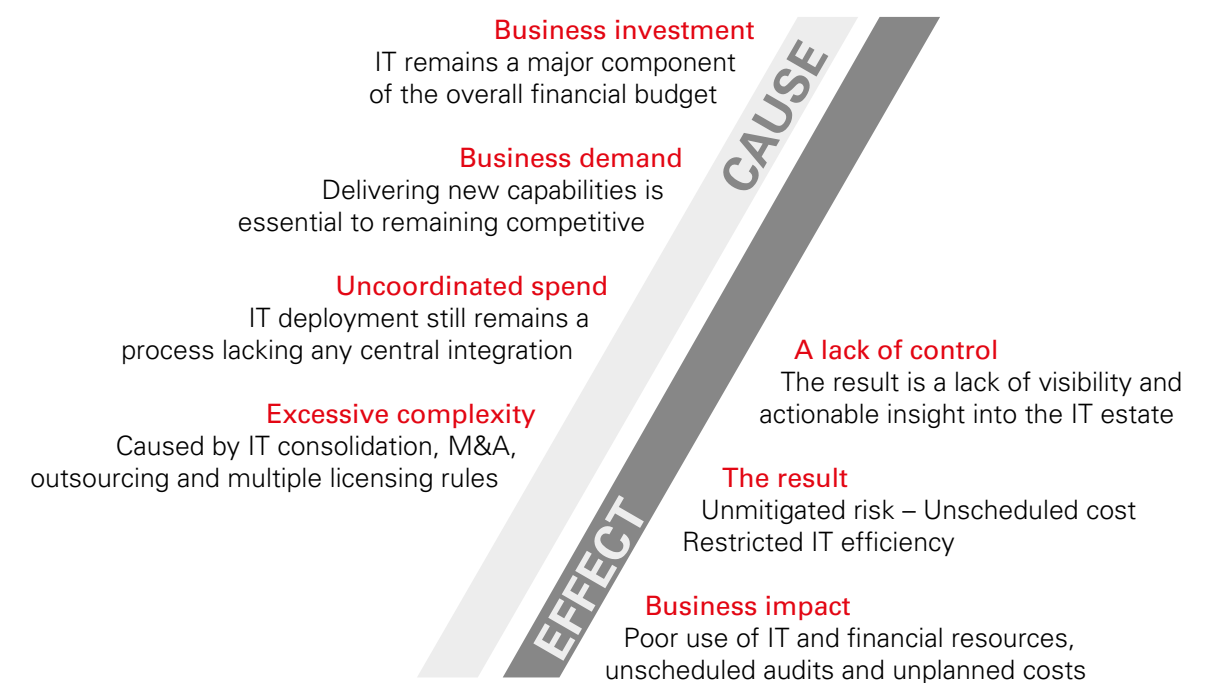 Business investment
IT remains a major component
of the overall financial budget
CAUSE
Business demand
Delivering new capabilities is
essential to remaining competitive
Uncoordinated spend
IT deployment still remains a
process lacking any central integration
Excessive complexity
Caused by IT consolidation, M&A,
outsourcing and multiple licensing rules
A lack of control
The result is a lack of visibility and
actionable insight into the IT estate
EFFECT
The result
Unmitigated risk – Unscheduled cost
Restricted IT efficiency
Business impact
Poor use of IT and financial resources,
unscheduled audits and unplanned costs